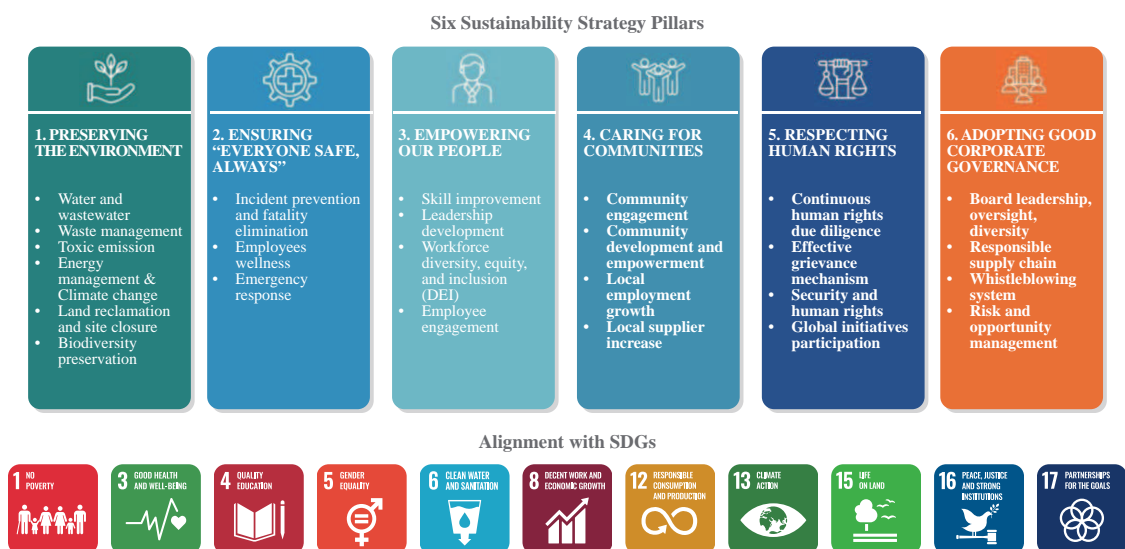 Six Sustainability Strategy Pillars
1. PRESERVING
THE ENVIRONMENT
• Water and
wastewater
• Waste management
• Toxic emission
• Energy
management &
Climate change
• Land reclamation
and site closure
• Biodiversity
preservation
2. ENSURING
“EVERYONE SAFE,
ALWAYS”
• Incident prevention
and fatality
elimination
• Employees
wellness
• Emergency
response
3. EMPOWERING
OUR PEOPLE
• Skill improvement
• Leadership
development
• Workforce
diversity, equity,
and inclusion
(DEI)
• Employee
engagement
4. CARING FOR
COMMUNITIES
• Community
engagement
• Community
development and
empowerment
• Local
employment
growth
• Local supplier
increase
5. RESPECTING
HUMAN RIGHTS
• Continuous
human rights
due diligence
• Effective
grievance
mechanism
• Security and
human rights
• Global initiatives
participation
6. ADOPTING GOOD
CORPORATE
GOVERNANCE
• Board leadership,
oversight,
diversity
• Responsible
supply chain
• Whistleblowing
system
• Risk and
opportunity
management
Alignment with SDGs
1 NO
POVERTY
3 GOOD HEALTH
AND WELL-BEING
4 QUALITY
EDUCATION
5 GENDER
EQUALITY
6 CLEAN WATER
AND SANITATION
8 DECENT WORK AND
ECONOMIC GROWTH
12 RESPONSIBLE
CONSUMPTION
AND PRODUCTION
13 CLIMATE
ACTION
15 LIFE
ON LAND
16 PEACE, JUSTICE
AND STRONG
INSTITUTIONS
17 PARTNERSHIPS
FOR THE GOALS